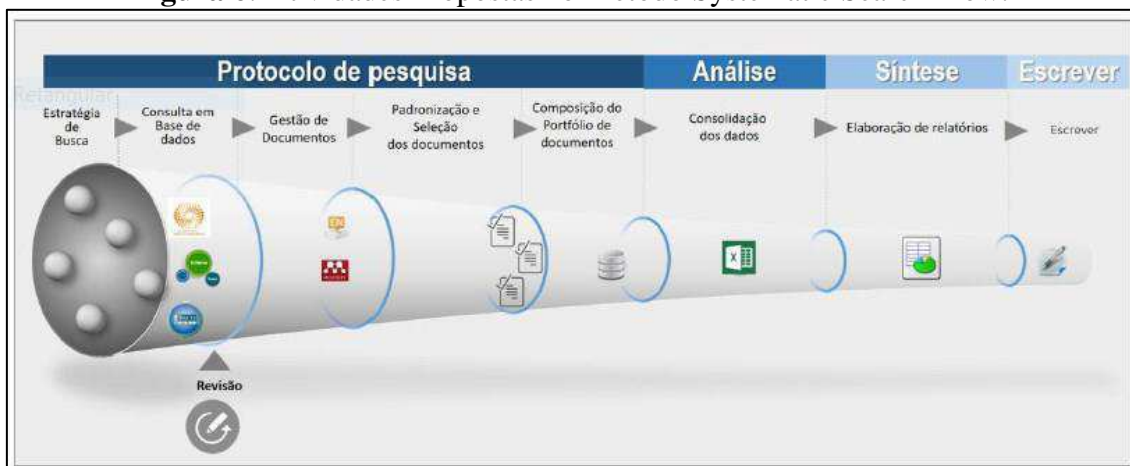 Protocolo de pesquisa
Análise
Síntese
Escrever
Retangular
Estratégia
de
Busca
Consulta em
Base de
dados
Gestão de
Documentos
Padronização e
Seleção
dos documentos
Composição do
Portfólio de
documentos
Consolidação
dos dados
Elaboração de relatórios
Escrever
Revisão